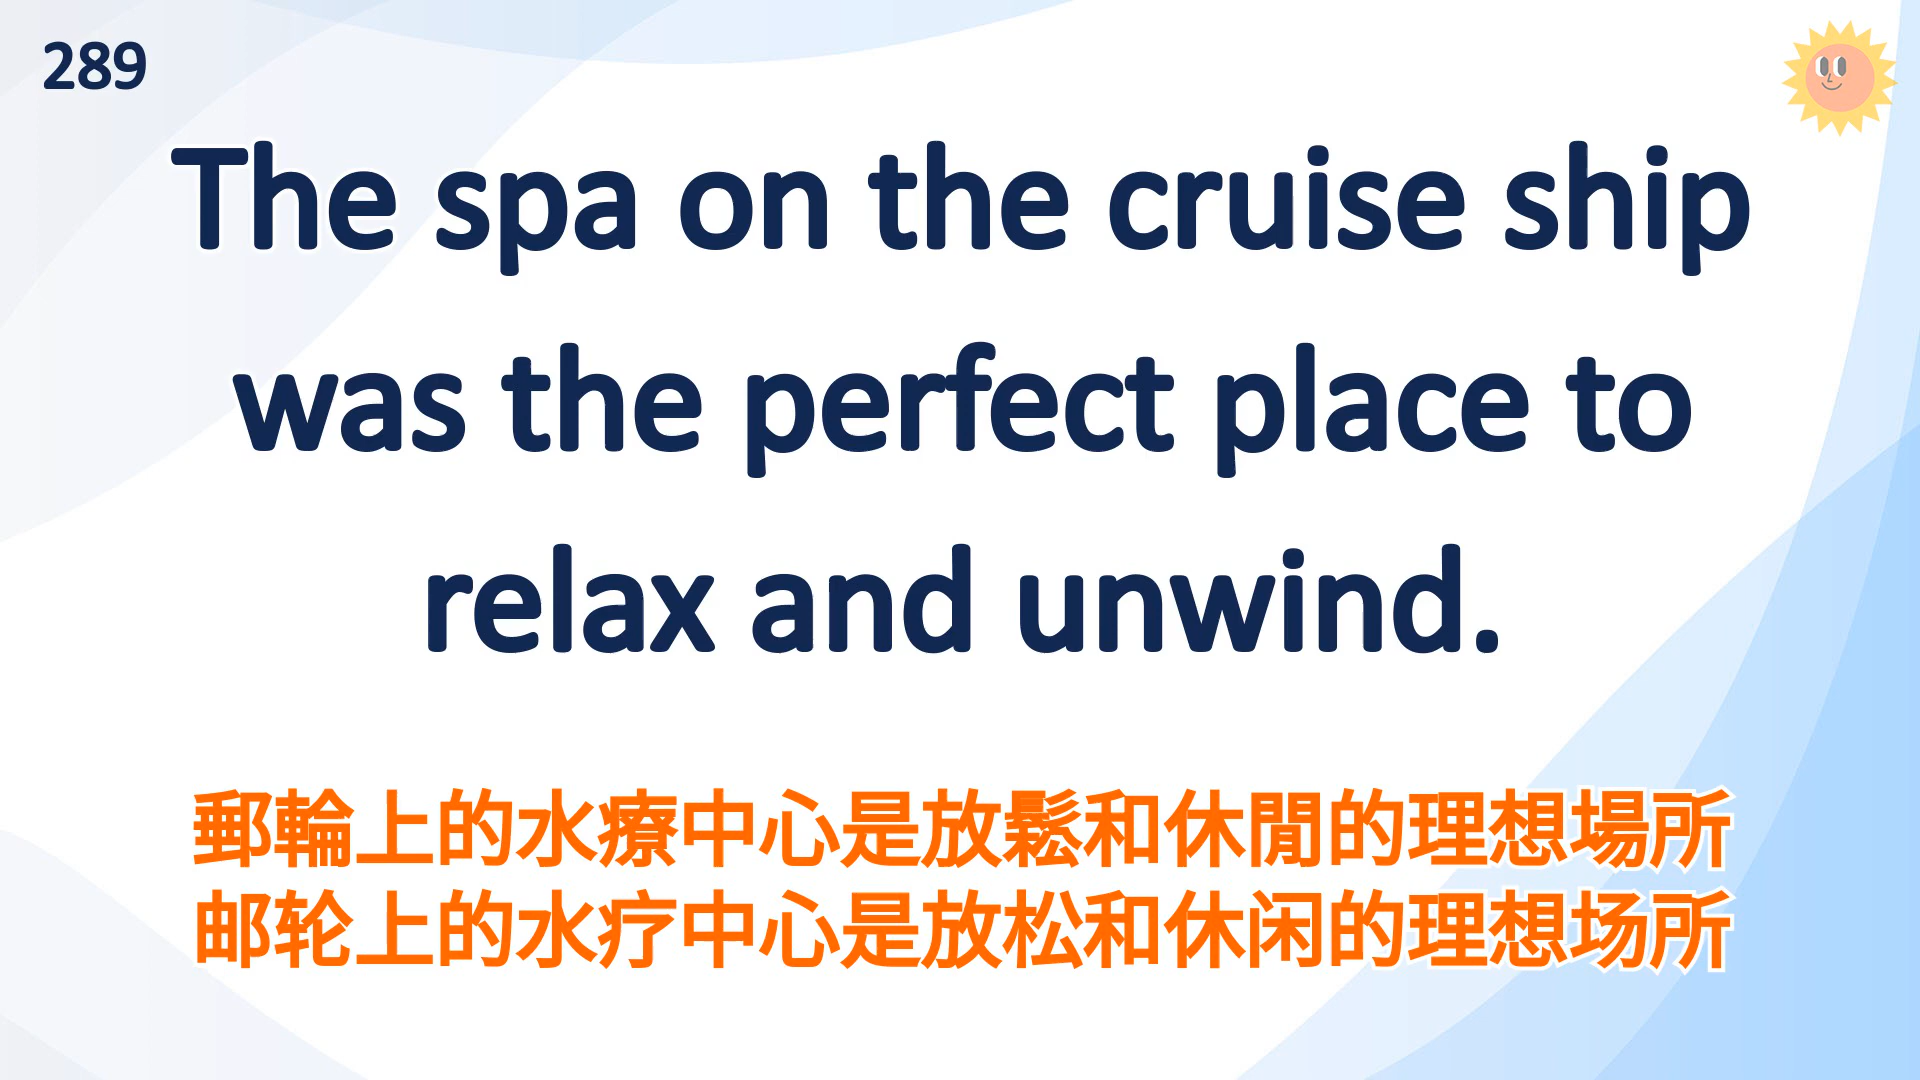 289
The spa on the cruise ship
was the perfect place to
relax and unwind.
郵輪上的水療中心是放鬆和休閒的理想場所
邮轮上的水疗中心是放松和休闲的理想场所